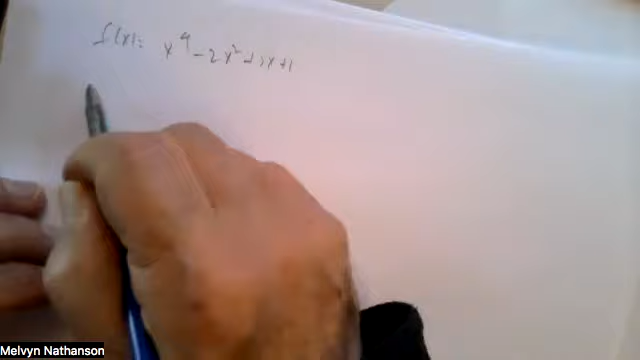 f(x)= x⁴-2x²+3x+1
Melvyn Nathanson